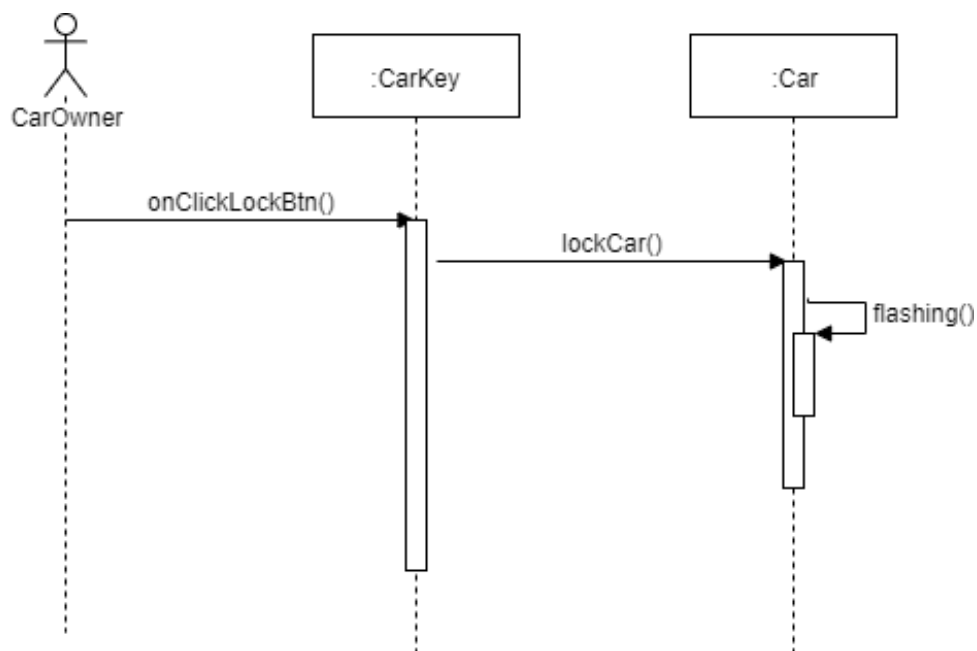 :CarKey
:Car
CarOwner
onClickLockBtn()
lockCar()
flashing()